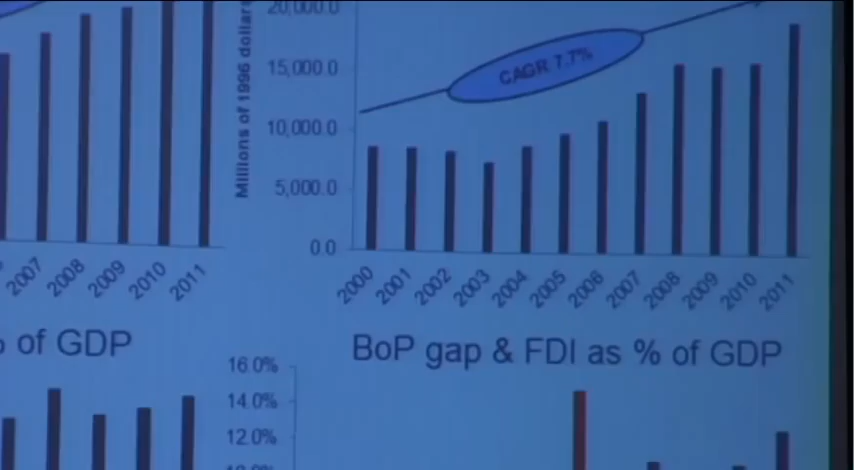 20,000.0
Millions of 1996 dollars
CAGR 7.7%
15,000.0
10,000.0
5,000.0
0.0
2007 2008 2009 2010 2011
2000 2001 2002 2003 2004 2005 2006 2007 2008 2009 2010 2011
of GDP
BoP gap & FDI as % of GDP
16.0%
14.0%
12.0%